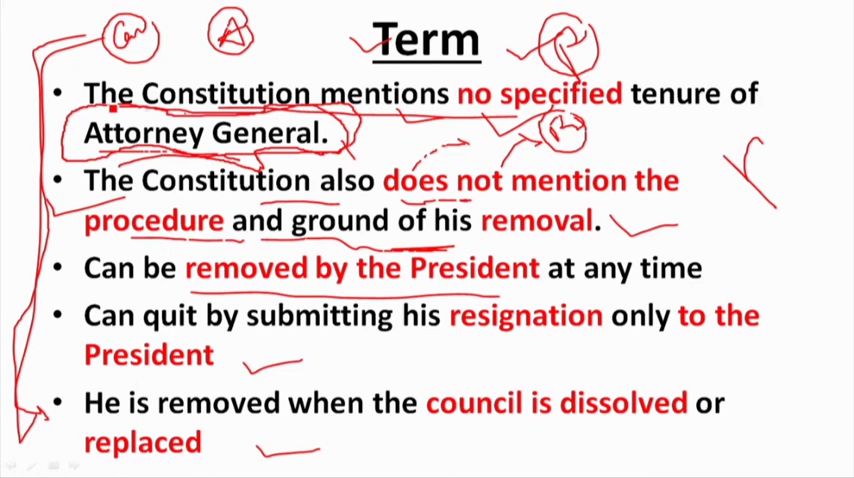 Term
• The Constitution mentions no specified tenure of
Attorney General.
• The Constitution also does not mention the
procedure and ground of his removal.
• Can be removed by the President at any time
• Can quit by submitting his resignation only to the
President
• He is removed when the council is dissolved or
replaced